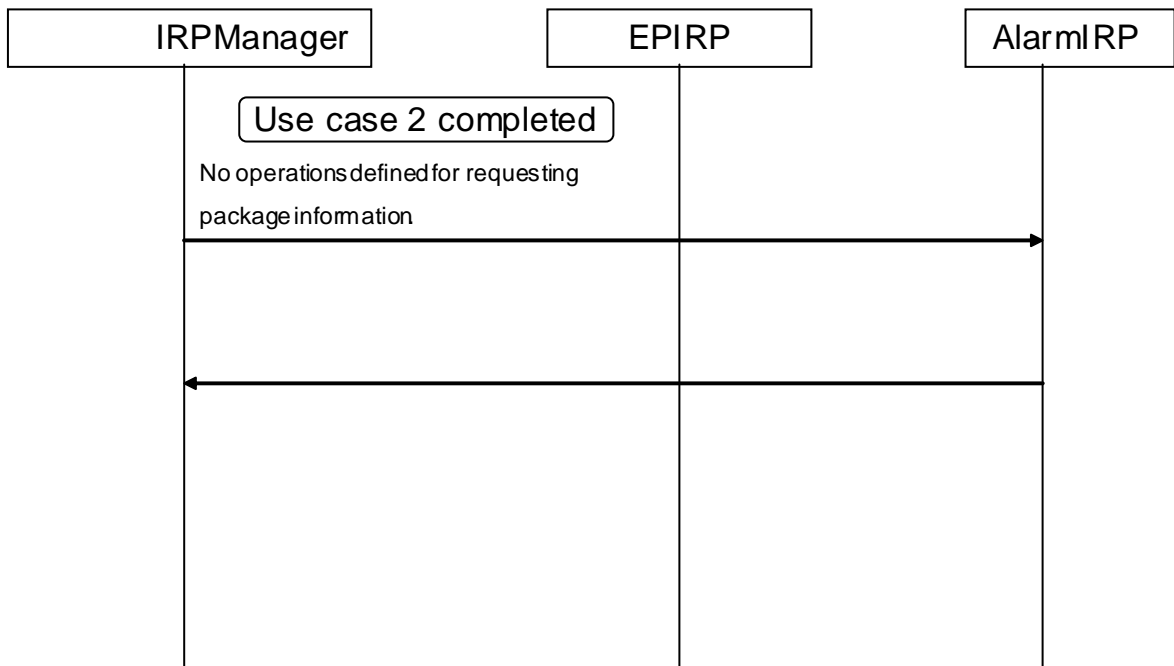 IRPManager EPIRP AlarmIRP
Use case 2 completed
No operations defined for requesting
package information.